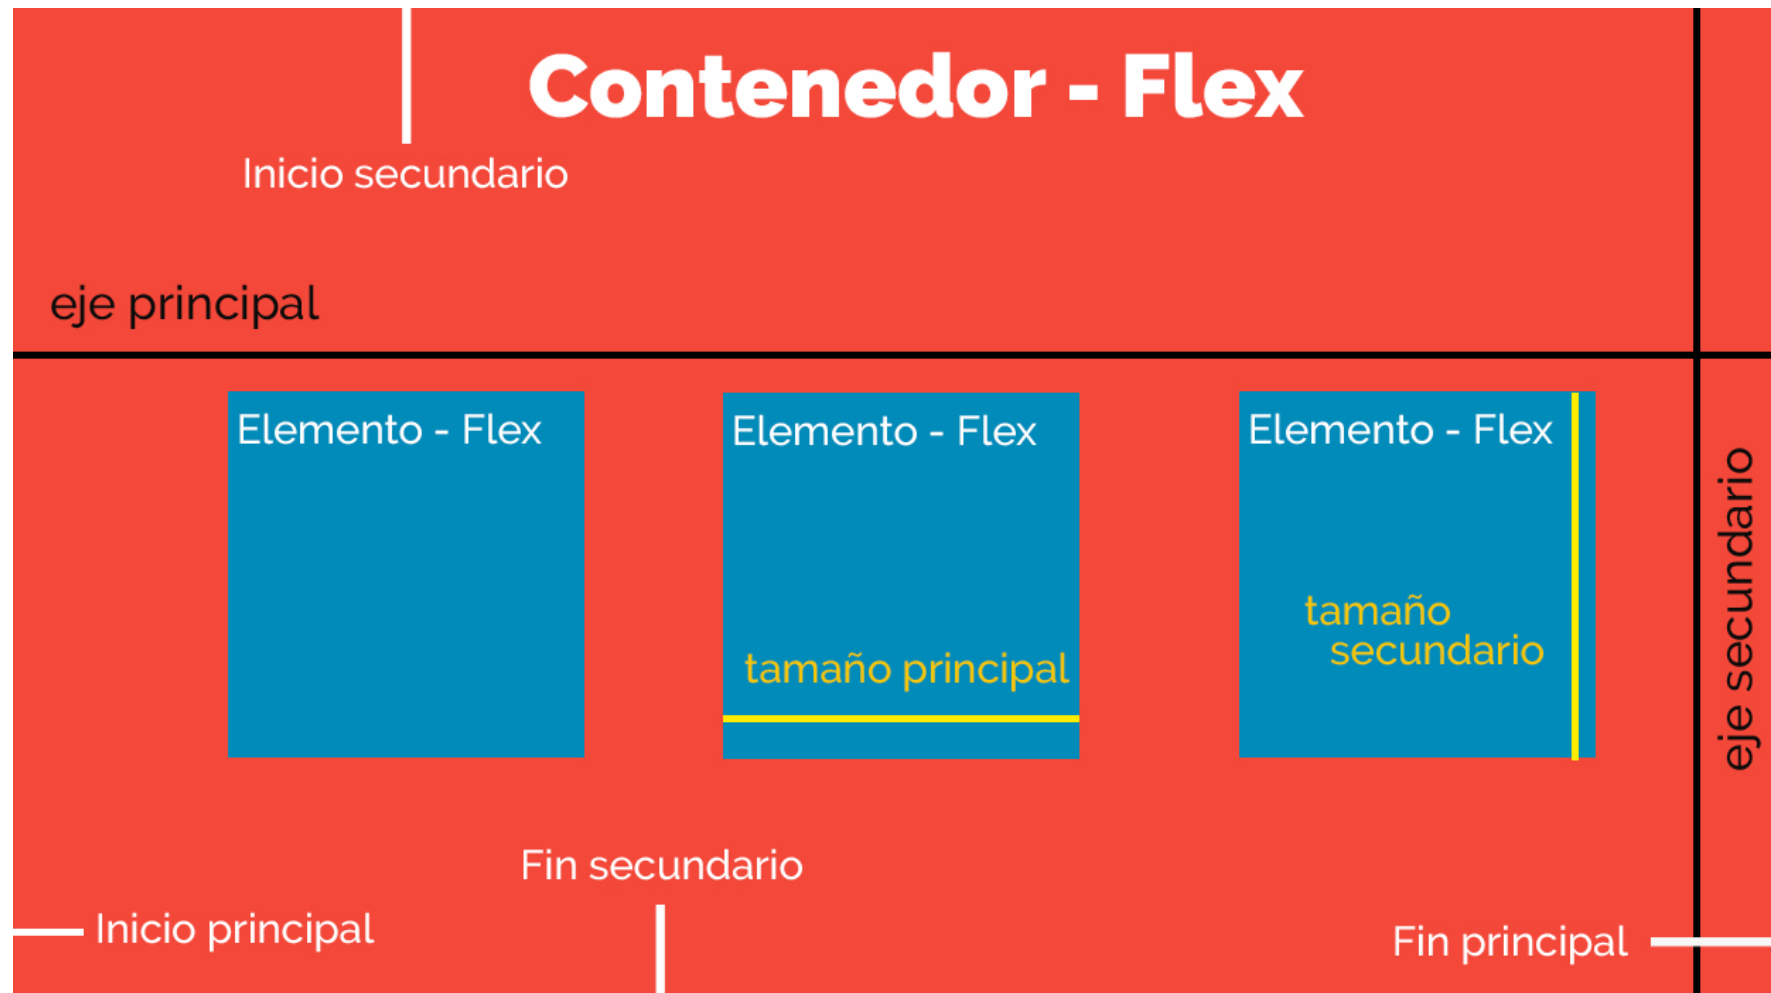 Contenedor - Flex
Inicio secundario
eje principal
Elemento - Flex
Elemento - Flex
Elemento - Flex
tamaño principal
tamaño
secundario
eje secundario
Fin secundario
Inicio principal
Fin principal